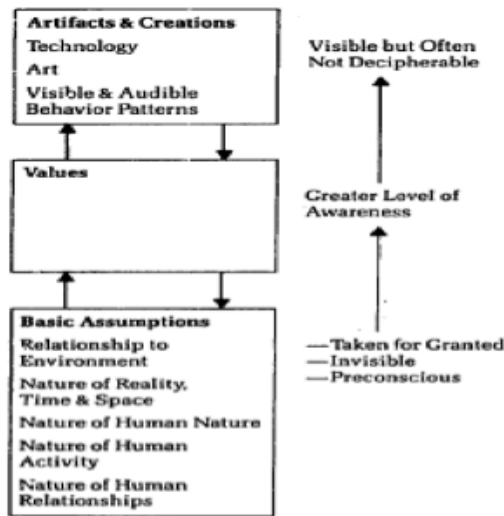 Artifacts & Creations
Technology
Art
Visible & Audible
Behavior Patterns
Visible but Often
Not Decipherable
Values
Greater Level of
Awareness
Basic Assumptions
Relationship to
Environment
Nature of Reality,
Time & Space
Nature of Human Nature
Nature of Human
Activity
Nature of Human
Relationships
—Taken for Granted
—Invisible
—Preconscious